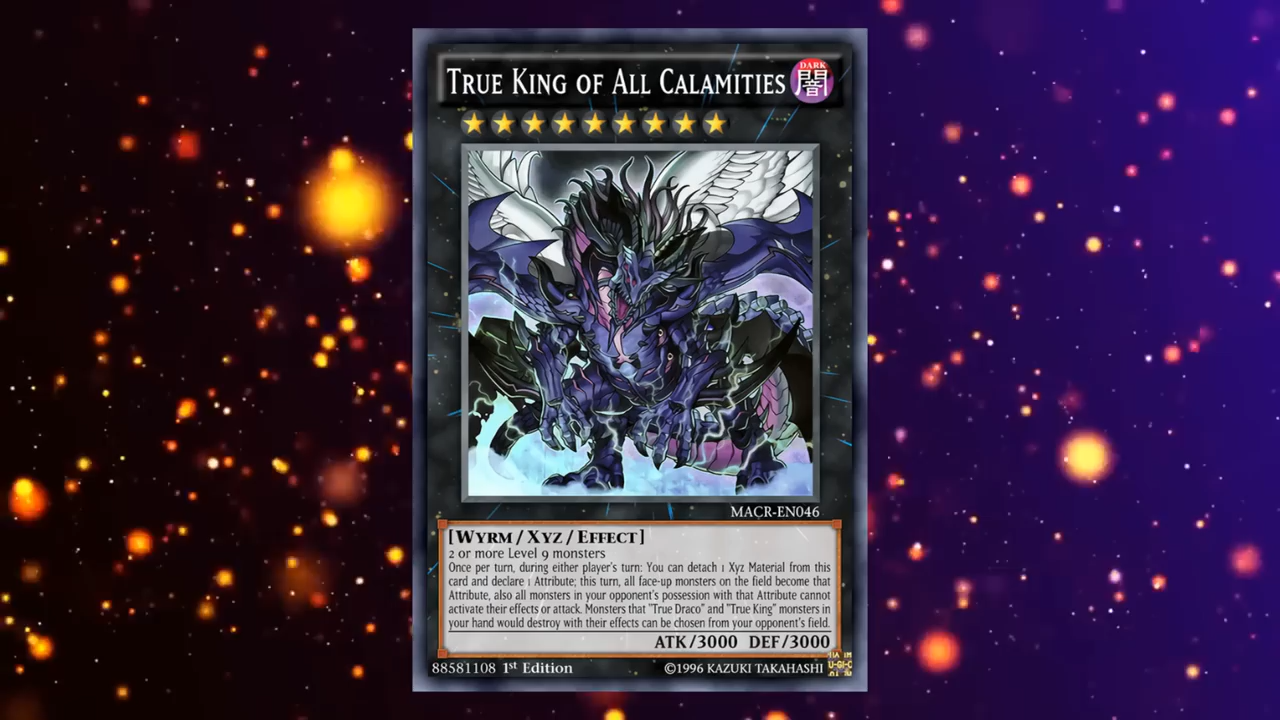 TRUE KING OF ALL CALAMITIES
DARK
闇
MACR-EN046
[WYRM / XYZ / EFFECT]
2 or more Level 9 monsters
Once per turn, during either player's turn: You can detach 1 Xyz Material from this
card and declare 1 Attribute; this turn, all face-up monsters on the field become that
Attribute, also all monsters in your opponent's possession with that Attribute cannot
activate their effects or attack. Monsters that "True Draco" and "True King" monsters in
your hand would destroy with their effects can be chosen from your opponent's field.
ATK/3000 DEF/3000
88581108 1st Edition
©1996 KAZUKI TAKAHASHI